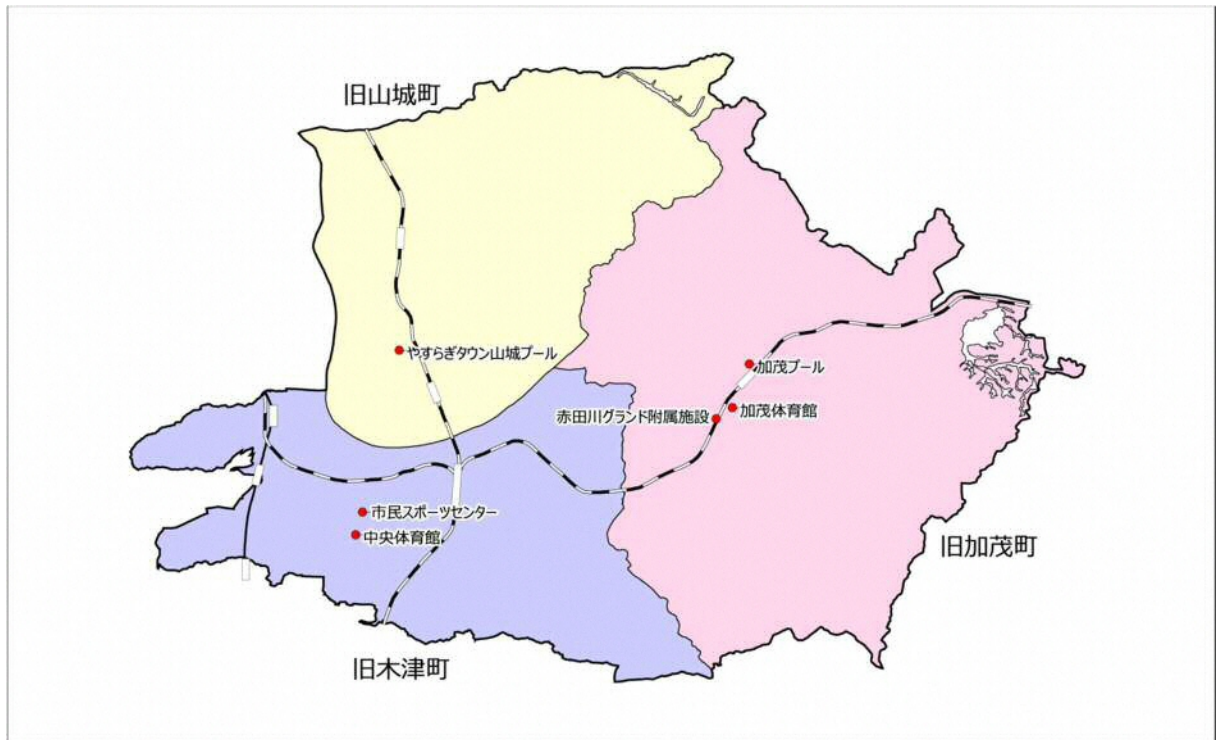 旧山城町
やすらぎタウン山城プール
加茂プール
加茂体育館
赤田川グランド附属施設
市民スポーツセンター
中央体育館
旧加茂町
旧木津町